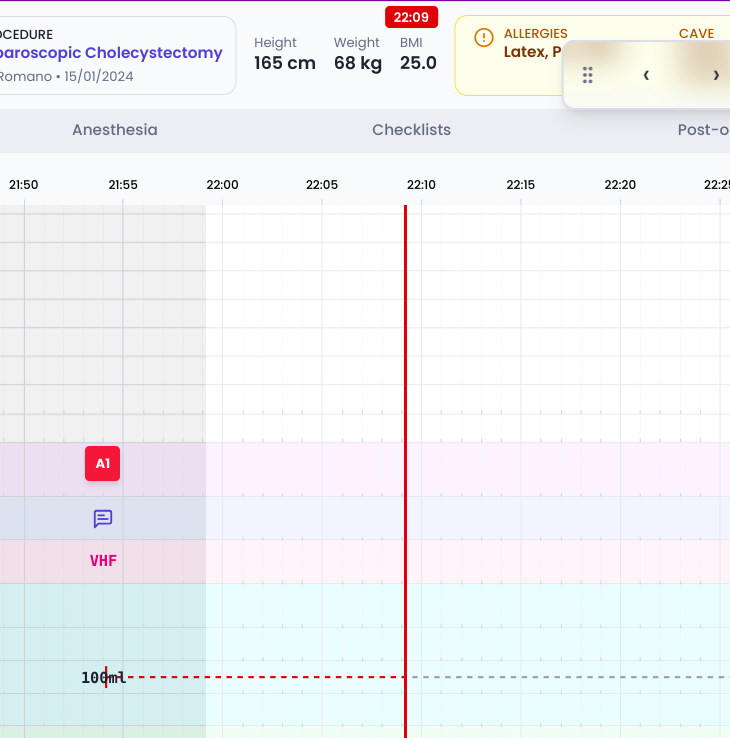 22:09
OCEDURE
paroscopic Cholecystectomy
Romano • 15/01/2024
Height
165 cm
Weight
68 kg
BMI
25.0
ALLERGIES
Latex, P
CAVE
Anesthesia
Checklists
Post-o
21:50 21:55 22:00 22:05 22:10 22:15 22:20 22:25
A1
VHF
100ml